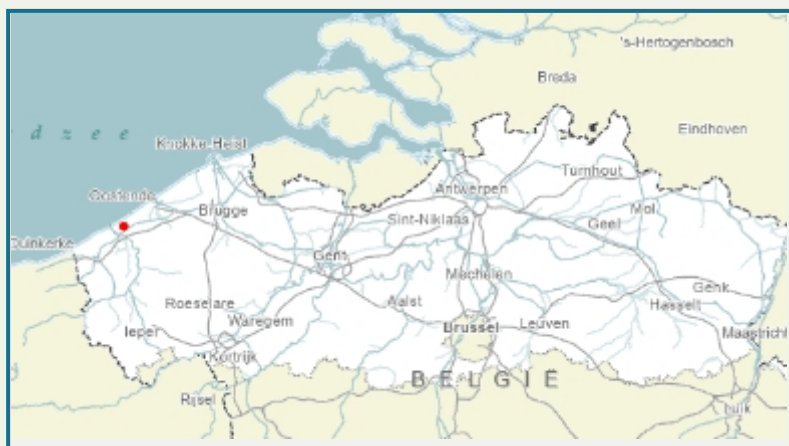 's-Hertogenbosch
Breda
Eindhoven
d z e e
Knokke-Heist
Turnhout
Antwerpen
Oostende
Brugge
Mol
Sint-Niklaas
Geel
Duinkerke
Gent
Mechelen
Genk
Roeselare
Aalst
Hasselt
Ieper
Waregem
Brussel
Leuven
Maastricht
Kortrijk
BELGIË
Rijsel
Luik